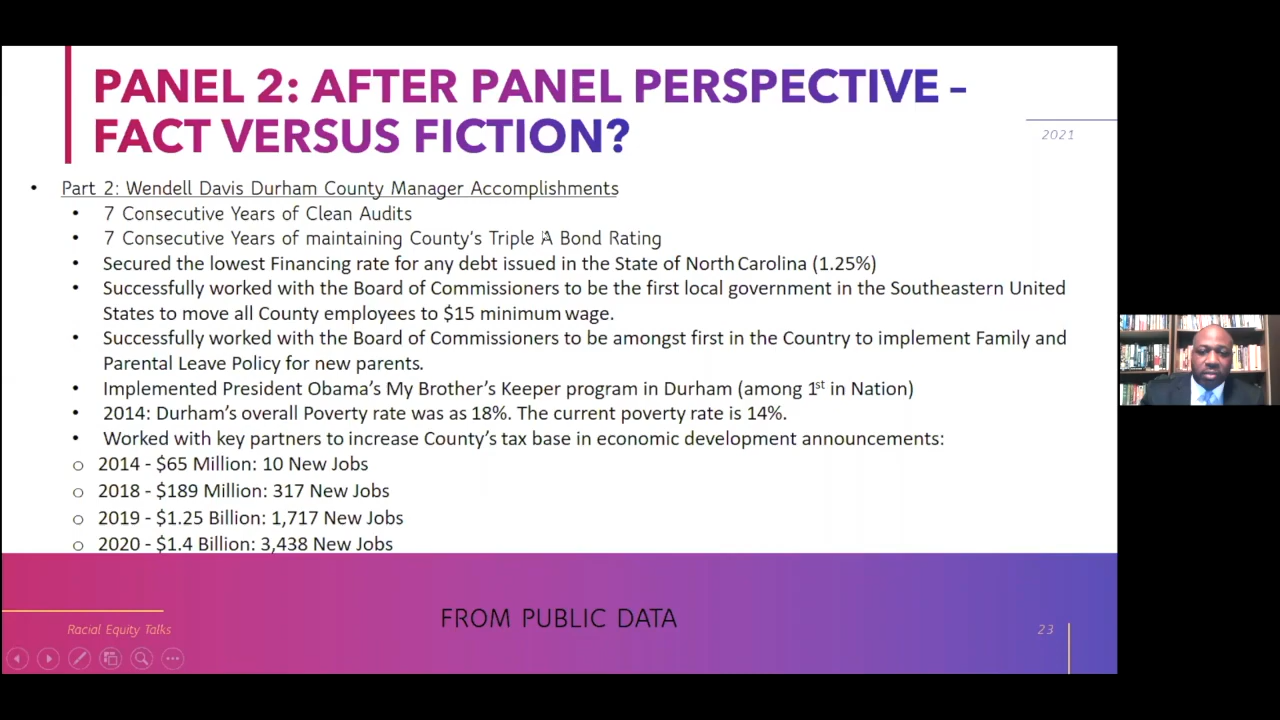 PANEL 2: AFTER PANEL PERSPECTIVE –
FACT VERSUS FICTION?
2021
• Part 2: Wendell Davis Durham County Manager Accomplishments
• 7 Consecutive Years of Clean Audits
• 7 Consecutive Years of maintaining County's Triple A Bond Rating
• Secured the lowest Financing rate for any debt issued in the State of North Carolina (1.25%)
• Successfully worked with the Board of Commissioners to be the first local government in the Southeastern United
States to move all County employees to $15 minimum wage.
• Successfully worked with the Board of Commissioners to be amongst first in the Country to implement Family and
Parental Leave Policy for new parents.
• Implemented President Obama's My Brother's Keeper program in Durham (among 1st in Nation)
• 2014: Durham's overall Poverty rate was as 18%. The current poverty rate is 14%.
• Worked with key partners to increase County's tax base in economic development announcements:
o 2014 - $65 Million: 10 New Jobs
o 2018 - $189 Million: 317 New Jobs
o 2019 - $1.25 Billion: 1,717 New Jobs
o 2020 - $1.4 Billion: 3,438 New Jobs
FROM PUBLIC DATA
Racial Equity Talks
23